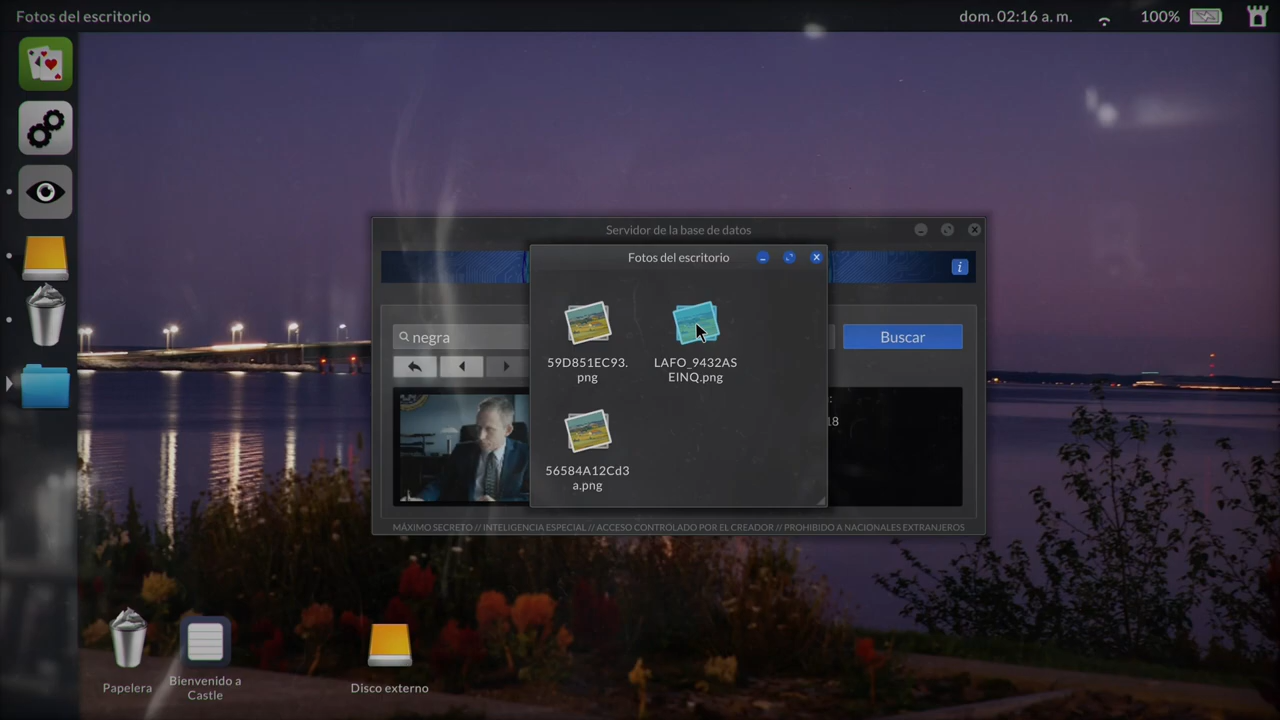 Fotos del escritorio
dom. 02:16 a. m.
100%
Servidor de la base de datos
Fotos del escritorio
negra
Buscar
59D851EC93.
png
LAFO_9432AS
EINQ.png
:
18
56584A12Cd3
a.png
MÁXIMO SECRETO // INTELIGENCIA ESPECIAL // ACCESO CONTROLADO POR EL CREADOR // PROHIBIDO A NACIONALES EXTRANJEROS
Papelera
Bienvenido a
Castle
Disco externo